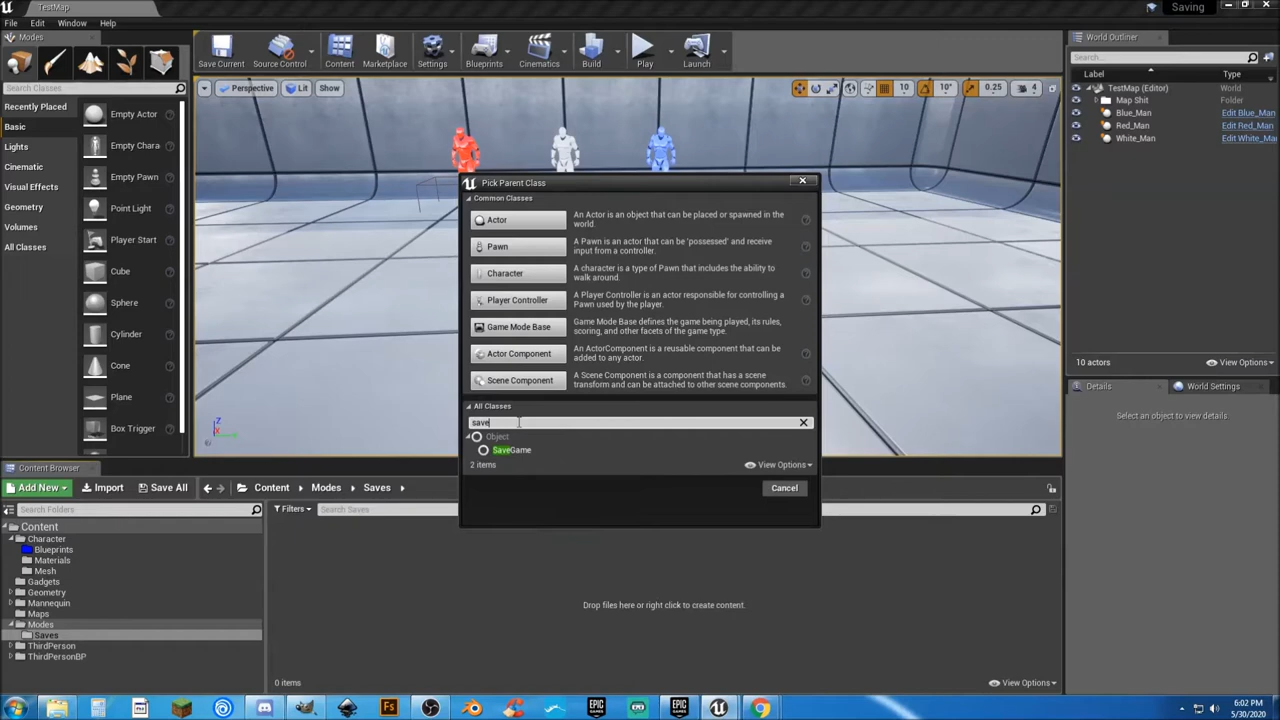 TestMap
Saving
File Edit Window Help
Modes
Search Classes
Recently Placed
Basic
Lights
Cinematic
Visual Effects
Geometry
Volumes
All Classes
Empty Actor
Empty Chara
Empty Pawn
Point Light
Player Start
Cube
Sphere
Cylinder
Cone
Plane
Box Trigger
Save Current
Source Control
Content
Marketplace
Settings
Blueprints
Cinematics
Build
Play
Launch
Perspective Lit Show
10 10° 0.25 4
Z
Pick Parent Class
Common Classes
Actor
An Actor is an object that can be placed or spawned in the
world.
Pawn
A Pawn is an actor that can be 'possessed' and receive
input from a controller.
Character
A character is a type of Pawn that includes the ability to
walk around.
Player Controller
A Player Controller is an actor responsible for controlling a
Pawn used by the player.
Game Mode Base
Game Mode Base defines the game being played, its rules,
scoring, and other facets of the game type.
Actor Component
An ActorComponent is a reusable component that can be
added to any actor.
Scene Component
A Scene Component is a component that has a scene
transform and can be attached to other scene components.
All Classes
save
Object
SaveGame
2 items
View Options
Cancel
World Outliner
Search...
Label Type
TestMap (Editor) World
Map Shit Folder
Blue_Man Edit Blue_Man
Red_Man Edit Red_Man
White_Man Edit White_Man
10 actors
View Options
Details
World Settings
Select an object to view details.
Content Browser
Add New Import Save All Content Modes Saves
Search Folders
Filters Search Saves
Content
Character
Blueprints
Materials
Mesh
Gadgets
Geometry
Mannequin
Maps
Modes
Saves
ThirdPerson
ThirdPersonBP
Drop files here or right click to create content.
0 items
View Options
Fs
EPIC GAMES
EPIC GAMES
6:02 PM
5/30/2020